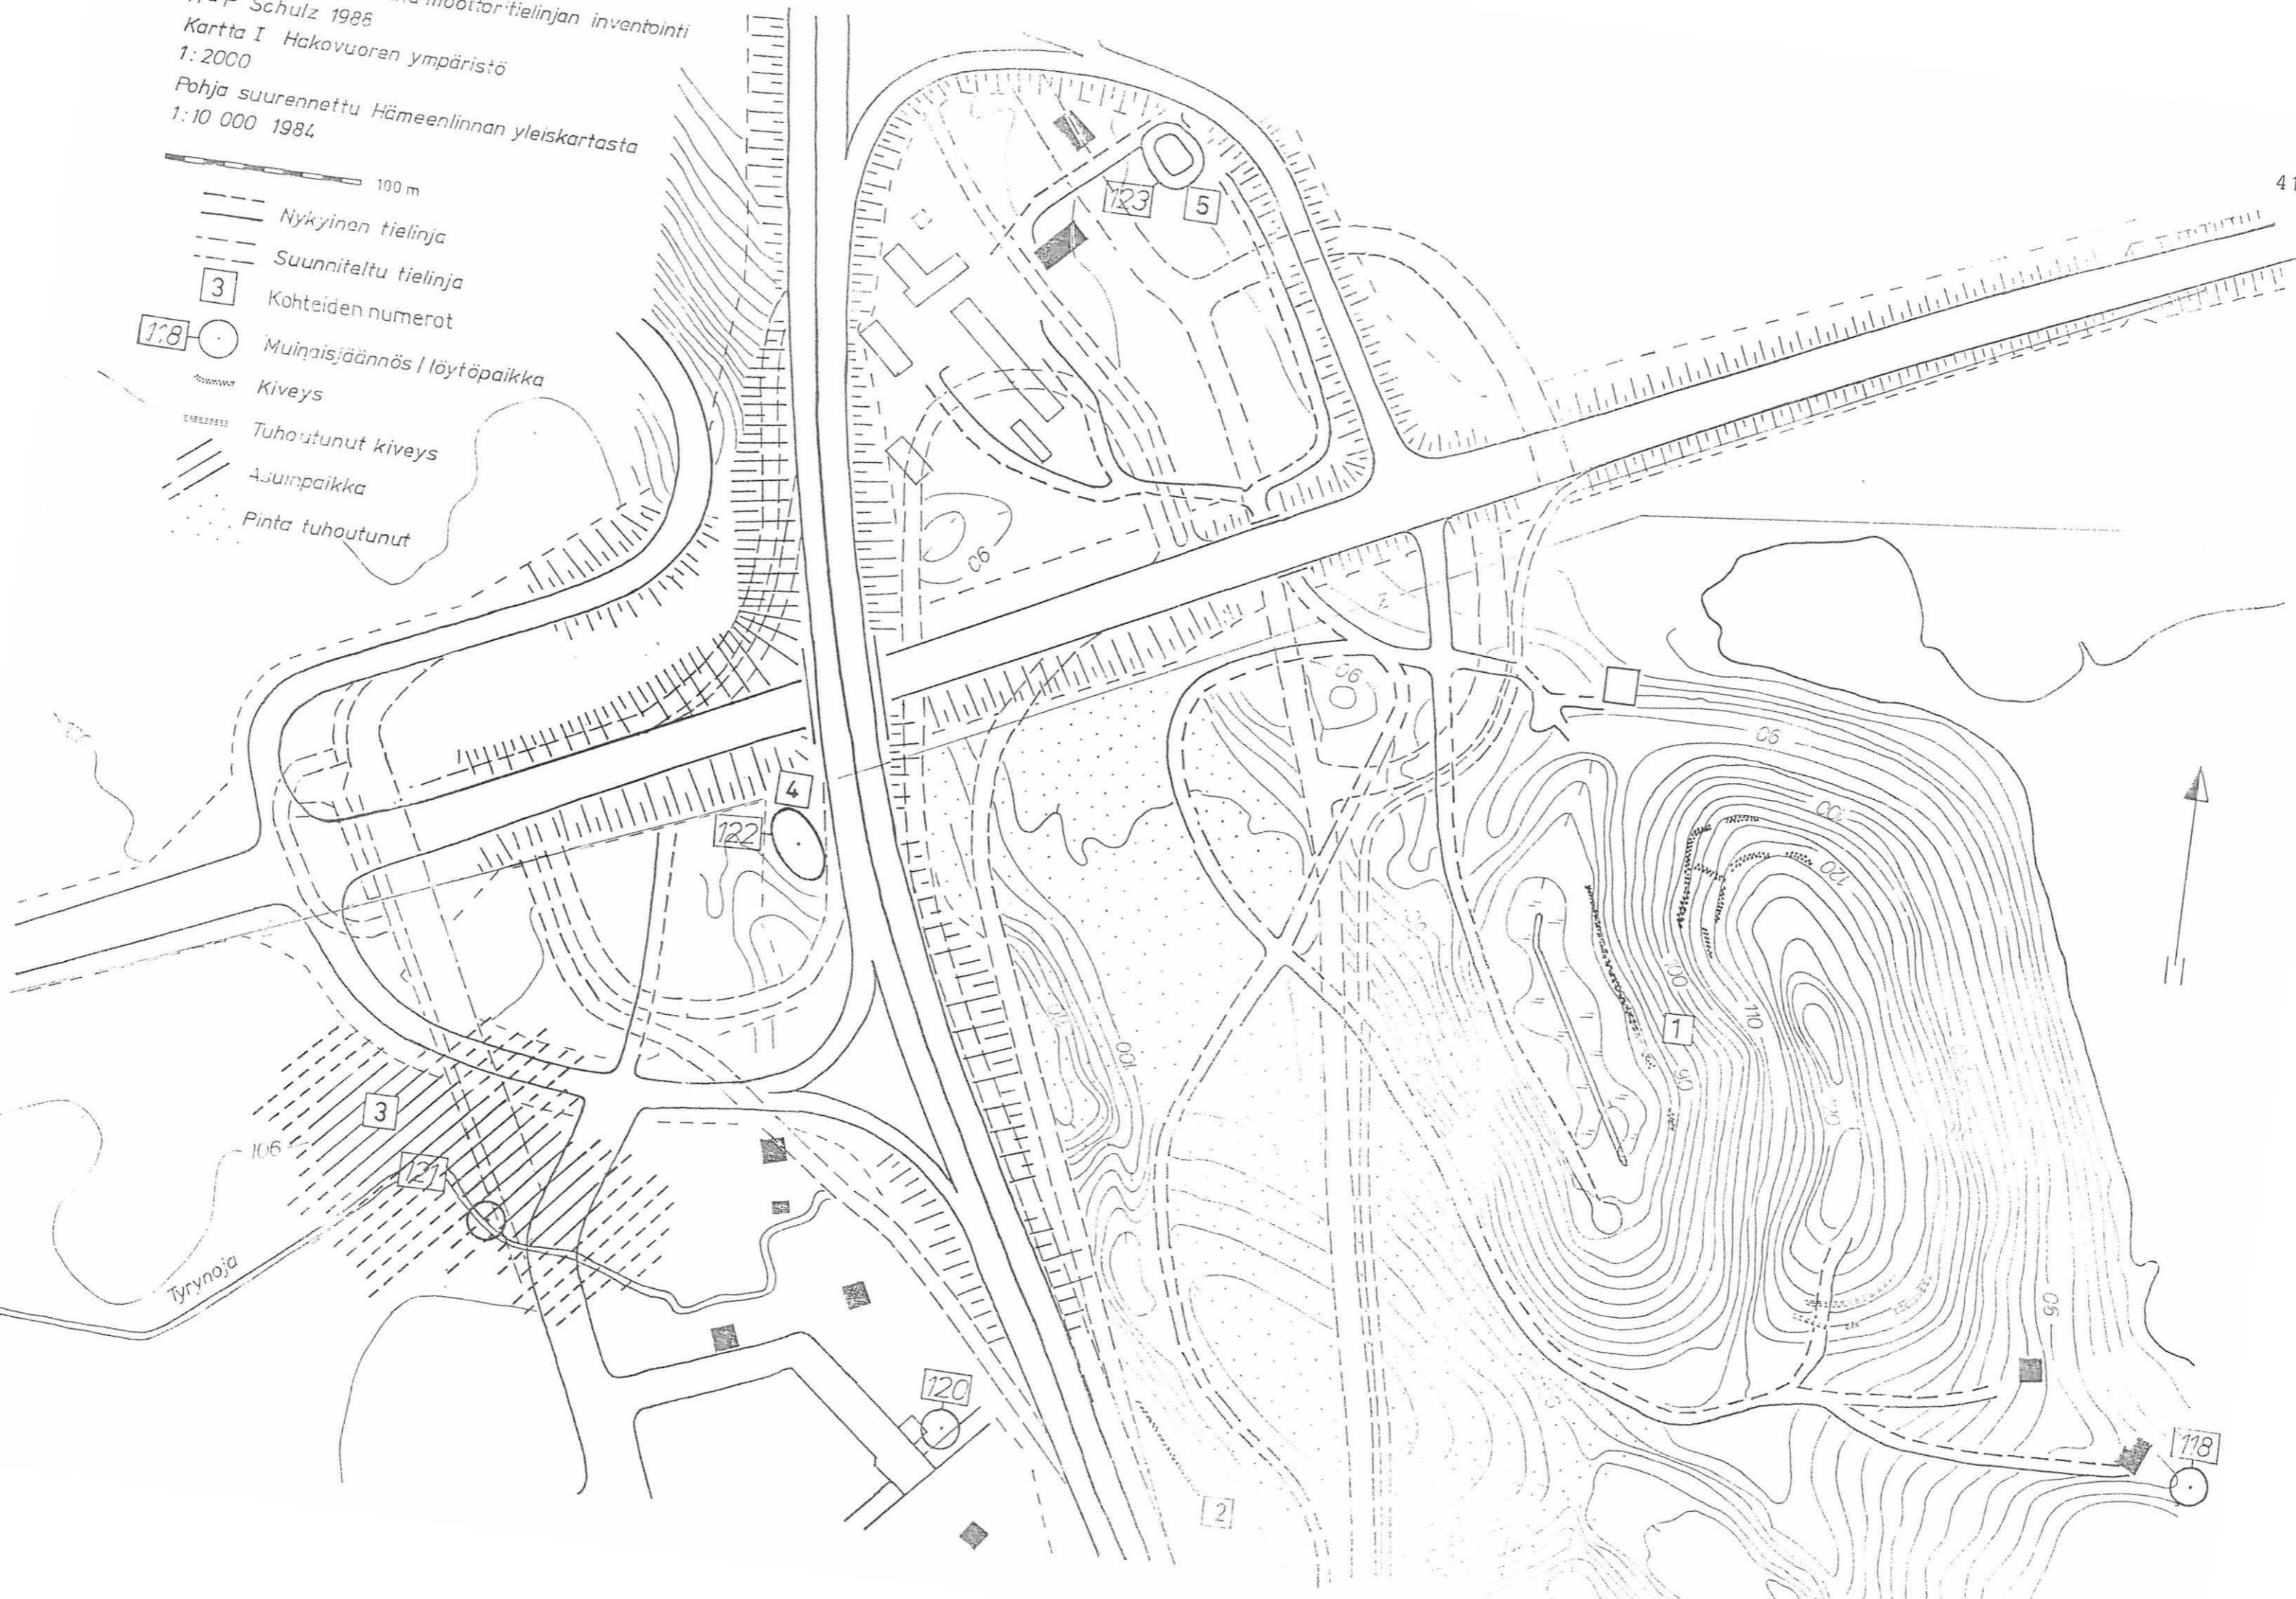 moottoritielinjan inventointi
Schulz 1988
Kartta I Hakovuoren ympäristö
1:2000
Pohja suurennettu Hämeenlinnan yleiskartasta
1:10 000 1984
100 m
Nykyinen tielinja
Suunniteltu tielinja
3
Kohteiden numerot
118
Muinaisjäännös / löytöpaikka
Kiveys
Tuhoutunut kiveys
Asuinpaikka
Pinta tuhoutunut
41
123
5
90
90
90
100
120
4
122
100
110
1
90
100
3
106
121
Tyrynoja
90
120
118
2